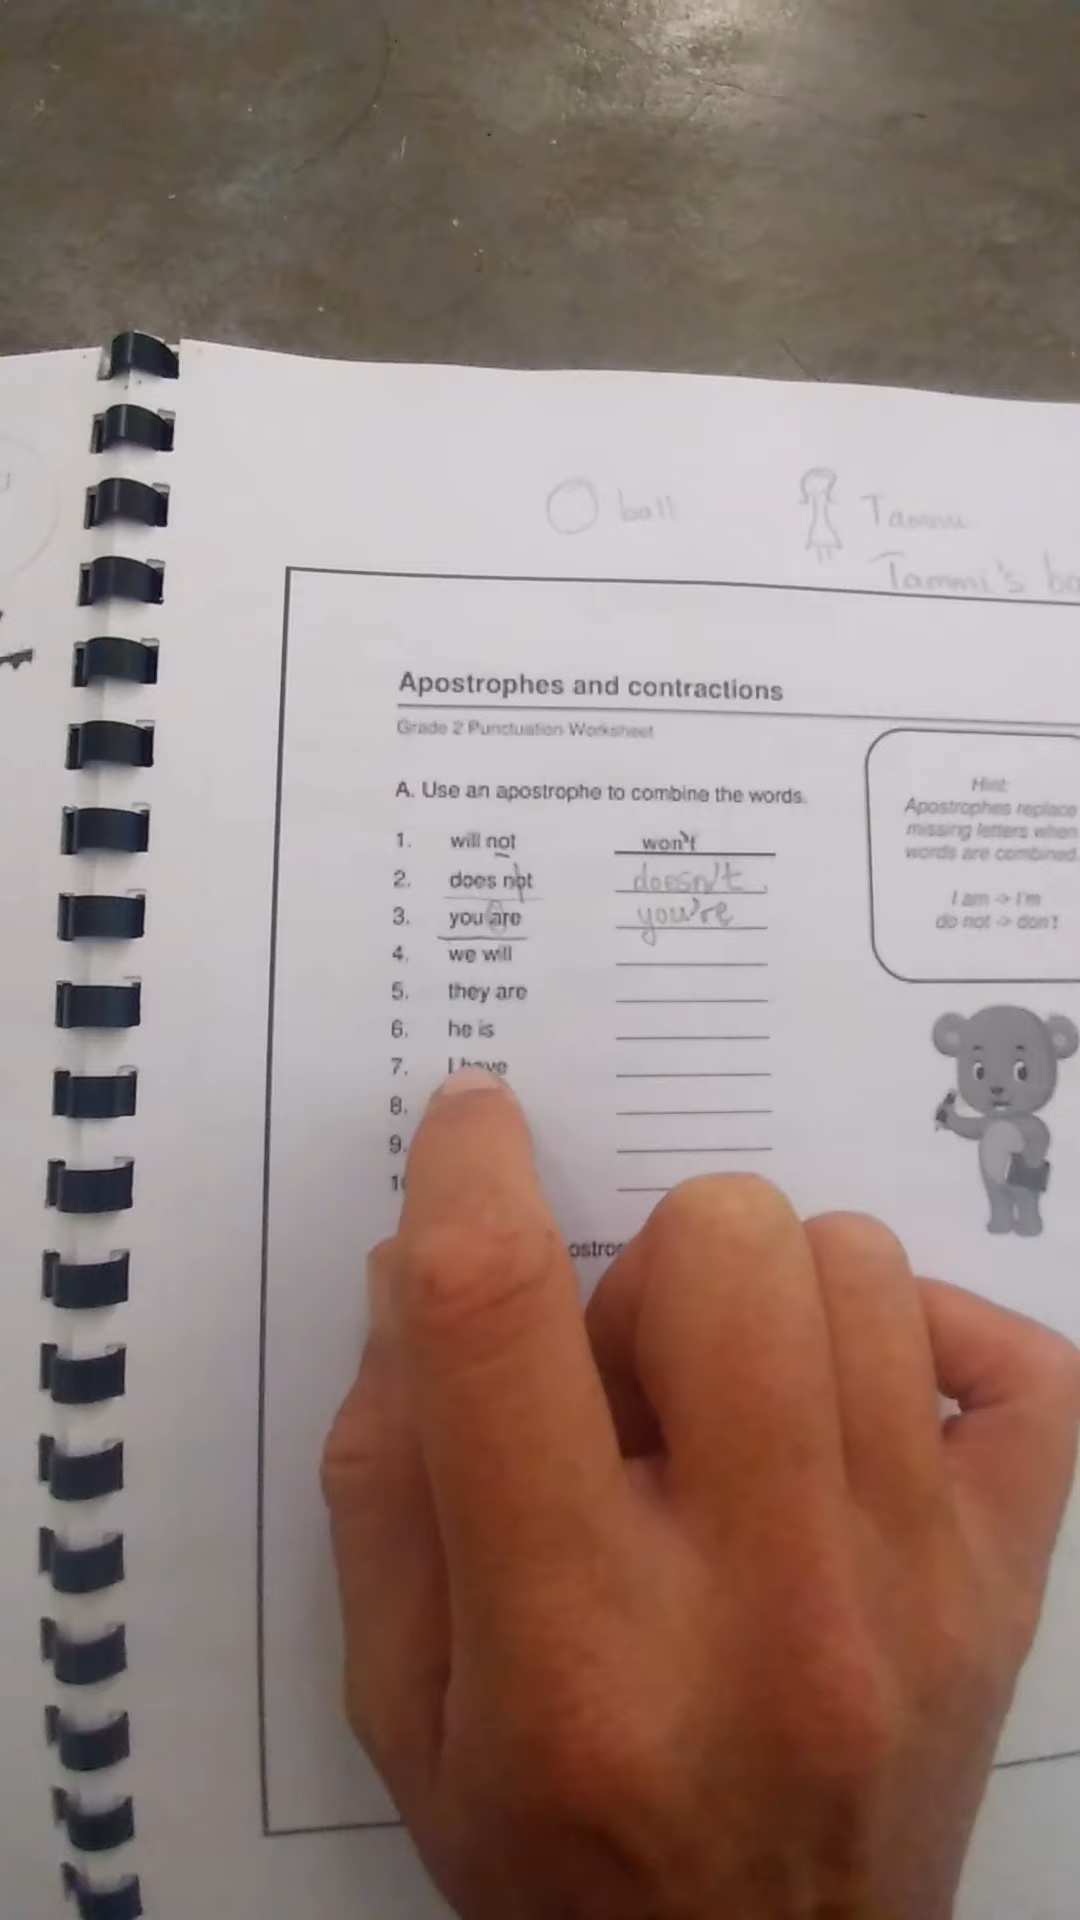 ball Tammi
Tammi's
Apostrophes and contractions
Grade 2 Punctuation Worksheet
A. Use an apostrophe to combine the words.
Hint:
Apostrophes replace
missing letters when
words are combined.
I am -> I'm
do not -> don't
1. will not won't
2. does not doesn't
3. you are you're
4. we will
5. they are
6. he is
7. I have
8.
9.